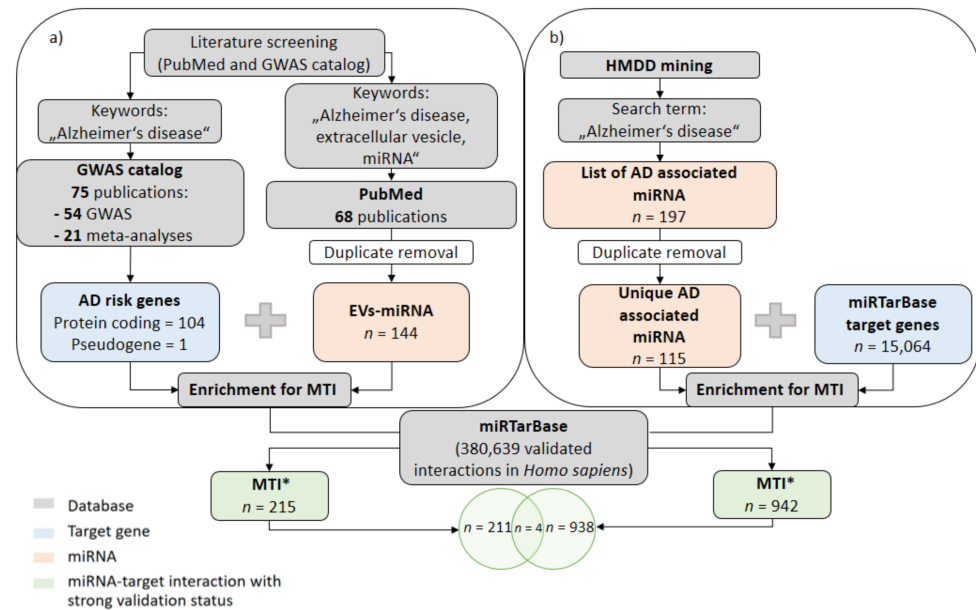 a)
Literature screening
(PubMed and GWAS catalog)
Keywords:
„Alzheimer's disease“
Keywords:
„Alzheimer's disease,
extracellular vesicle,
miRNA“
GWAS catalog
75 publications:
- 54 GWAS
- 21 meta-analyses
PubMed
68 publications
Duplicate removal
AD risk genes
Protein coding = 104
Pseudogene = 1
EVs-miRNA
n = 144
Enrichment for MTI
b)
HMDD mining
Search term:
„Alzheimer's disease“
List of AD associated
miRNA
n = 197
Duplicate removal
Unique AD
associated
miRNA
n = 115
miRTarBase
target genes
n = 15,064
Enrichment for MTI
miRTarBase
(380,639 validated
interactions in Homo sapiens)
MTI*
n = 215
MTI*
n = 942
n = 211
n = 4
n = 938
Database
Target gene
miRNA
miRNA-target interaction with
strong validation status